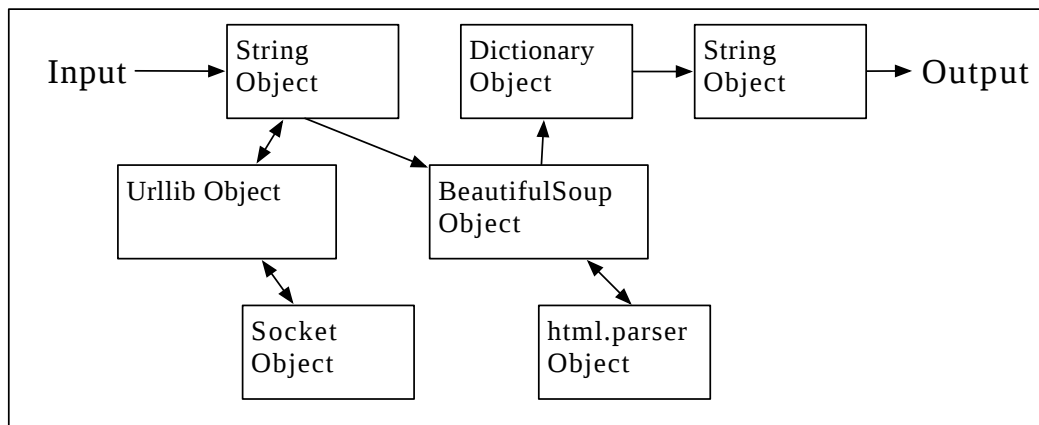 Input
String
Object
Dictionary
Object
String
Object
Output
Urllib Object
BeautifulSoup
Object
Socket
Object
html.parser
Object